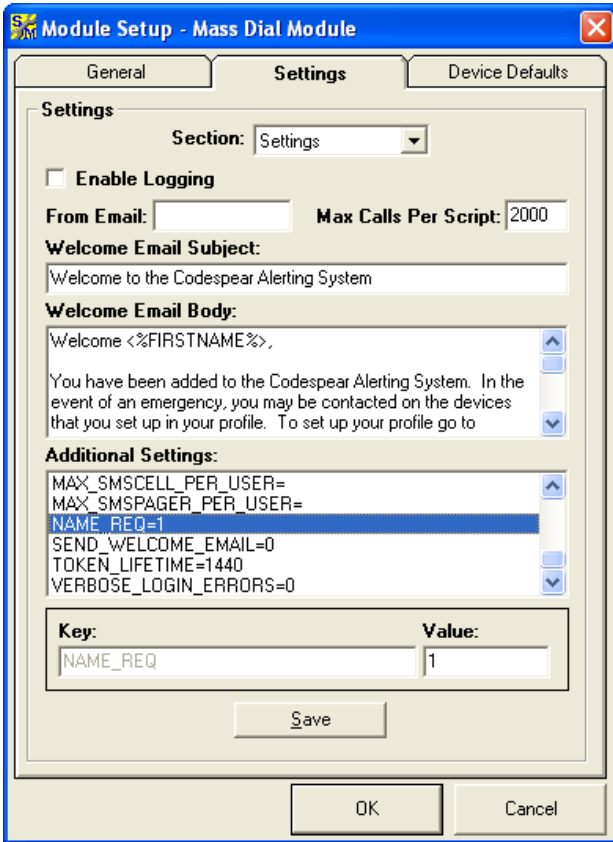 Module Setup - Mass Dial Module
General Settings Device Defaults
Settings
Section: Settings
Enable Logging
From Email: Max Calls Per Script: 2000
Welcome Email Subject:
Welcome to the Codespear Alerting System
Welcome Email Body:
Welcome <%FIRSTNAME%>,
You have been added to the Codespear Alerting System. In the
event of an emergency, you may be contacted on the devices
that you set up in your profile. To set up your profile go to
Additional Settings:
MAX_SMSCELL_PER_USER=
MAX_SMSPAGER_PER_USER=
NAME_REQ=1
SEND_WELCOME_EMAIL=0
TOKEN_LIFETIME=1440
VERBOSE_LOGIN_ERRORS=0
Key: Value:
NAME_REQ 1
Save
OK Cancel